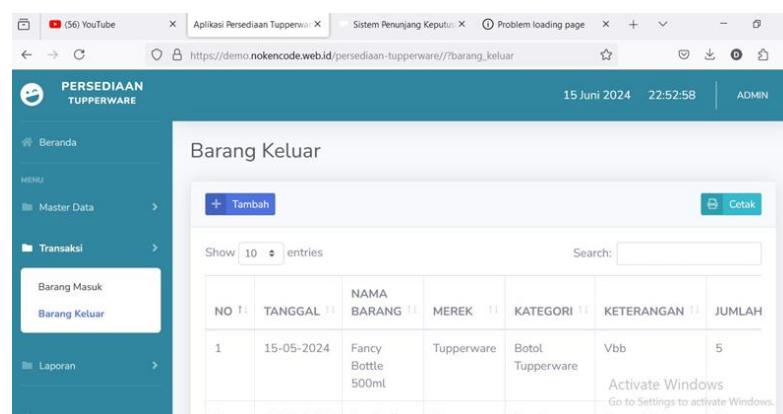 (56) YouTube
Aplikasi Persediaan Tupperwar
Sistem Penunjang Keputus
Problem loading page
https://demo.nokencode.web.id/persediaan-tupperware//?barang_keluar
PERSEDIAAN
TUPPERWARE
15 Juni 2024 22:52:58 ADMIN
Beranda
MENU
Master Data
Transaksi
Barang Masuk
Barang Keluar
Laporan
Barang Keluar
Tambah
Cetak
Show 10 entries
Search:
NO TANGGAL NAMA BARANG MEREK KATEGORI KETERANGAN JUMLAH
1 15-05-2024 Fancy Bottle 500ml Tupperware Botol Tupperware Vbb 5
Activate Windows
Go to Settings to activate Windows.